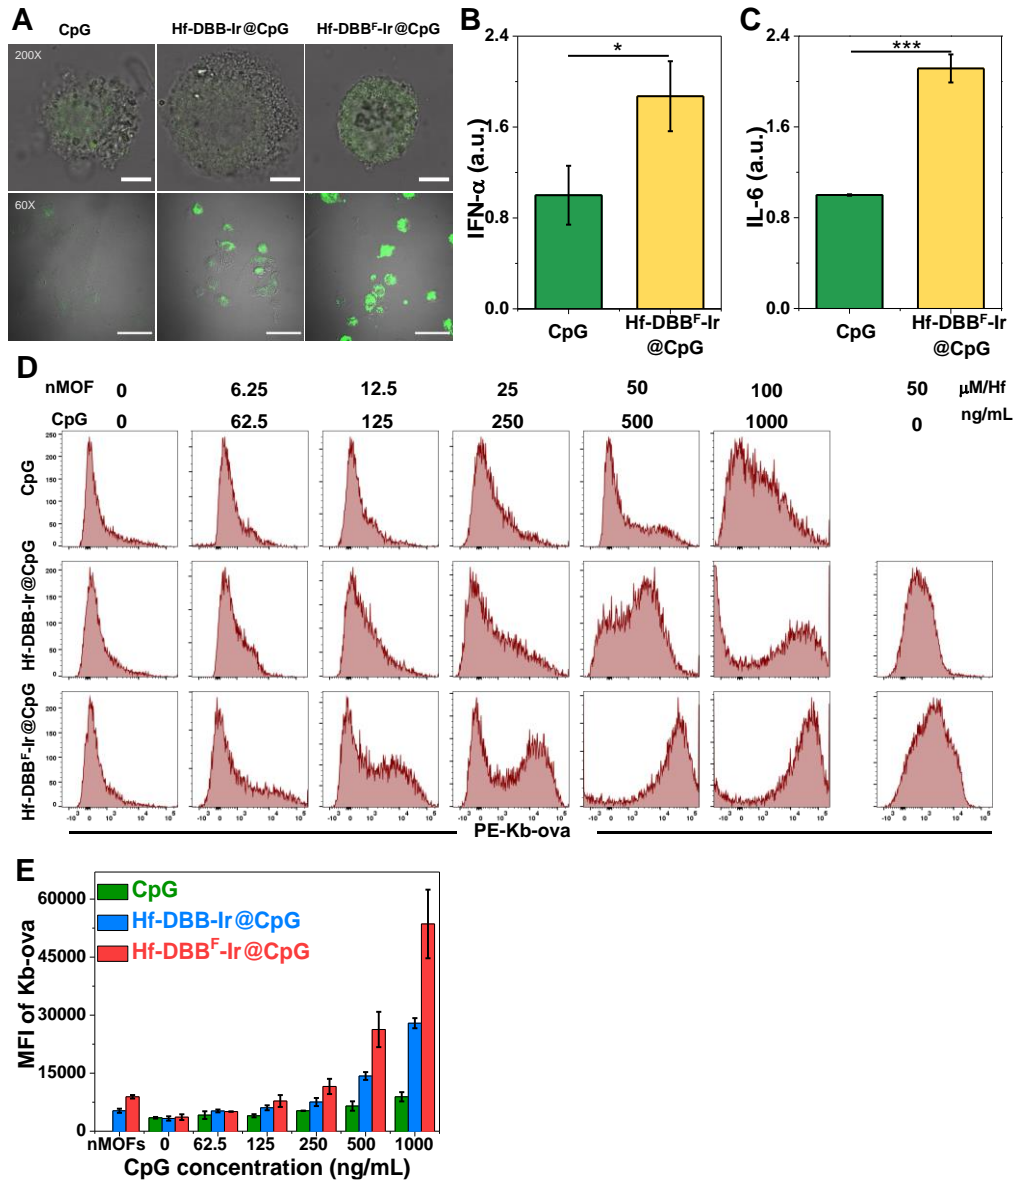 A
CpG
Hf-DBB-Ir@CpG
Hf-DBBF-Ir@CpG
200X
60X
B
2.4
1.6
0.8
0.0
IFN-α (a.u.)
*
CpG
Hf-DBBF-Ir
@CpG
C
2.4
1.6
0.8
0.0
IL-6 (a.u.)
***
CpG
Hf-DBBF-Ir
@CpG
D
nMOF 0 6.25 12.5 25 50 100 50 μM/Hf
CpG 0 62.5 125 250 500 1000 0 ng/mL
CpG
Hf-DBB-Ir@CpG
Hf-DBBF-Ir@CpG
PE-Kb-ova
E
CpG
Hf-DBB-Ir@CpG
Hf-DBBF-Ir@CpG
60000
45000
30000
15000
0
MFI of Kb-ova
nMOFs 0 62.5 125 250 500 1000
CpG concentration (ng/mL)